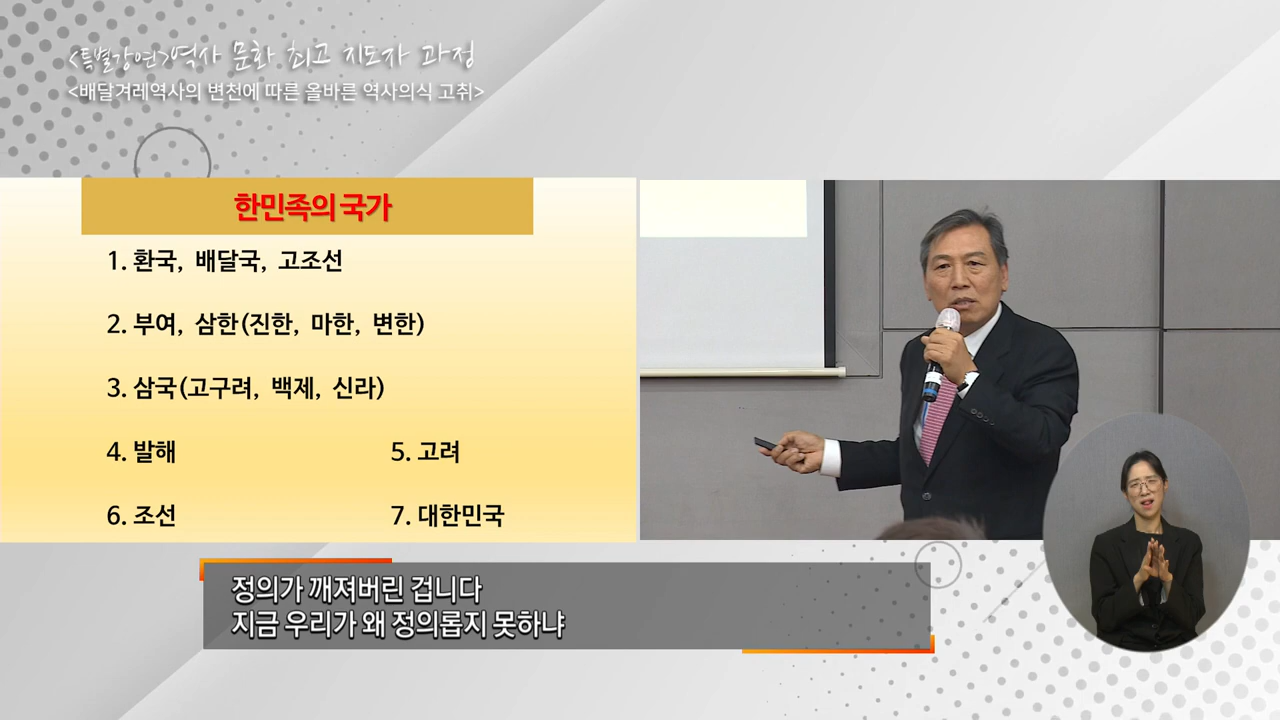 <특별강연>역사 문화 최고 지도자 과정
<배달겨레역사의 변천에 따른 올바른 역사의식 고취>
한민족의 국가
1. 환국, 배달국, 고조선
2. 부여, 삼한(진한, 마한, 변한)
3. 삼국(고구려, 백제, 신라)
4. 발해 5. 고려
6. 조선 7. 대한민국
정의가 깨져버린 겁니다
지금 우리가 왜 정의롭지 못하냐